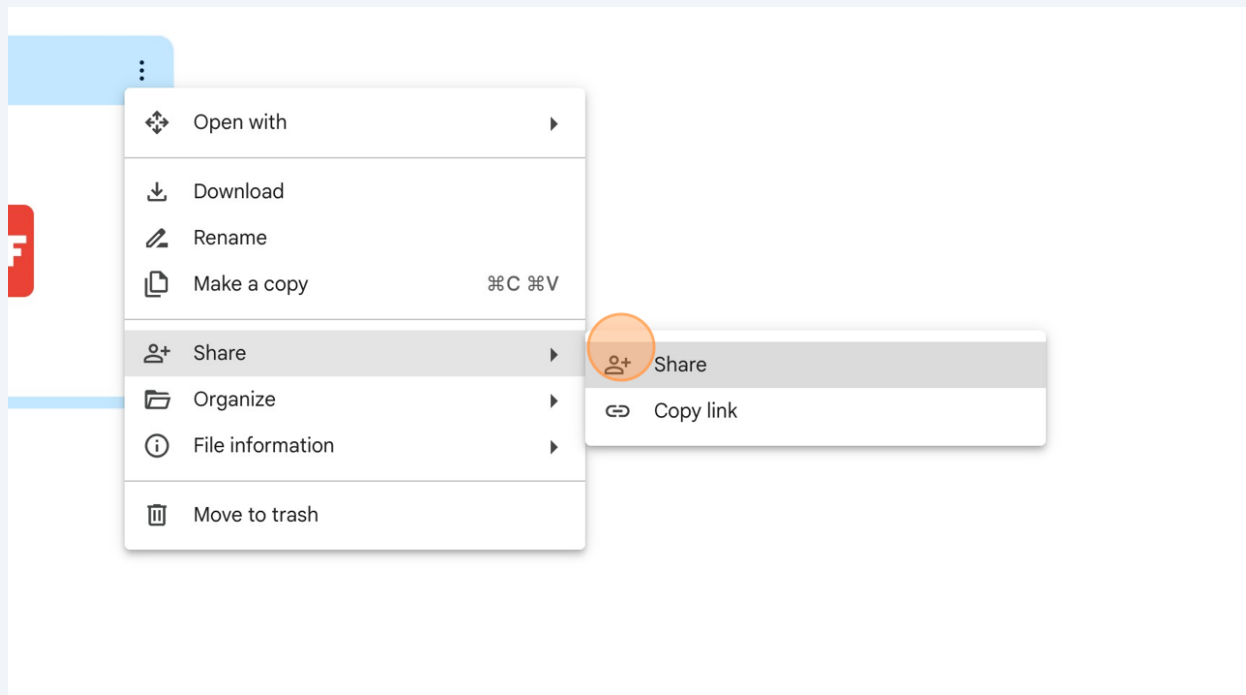 Open with
Download
Rename
Make a copy ⌘C ⌘V
Share
Share
Organize
Copy link
File information
Move to trash
F